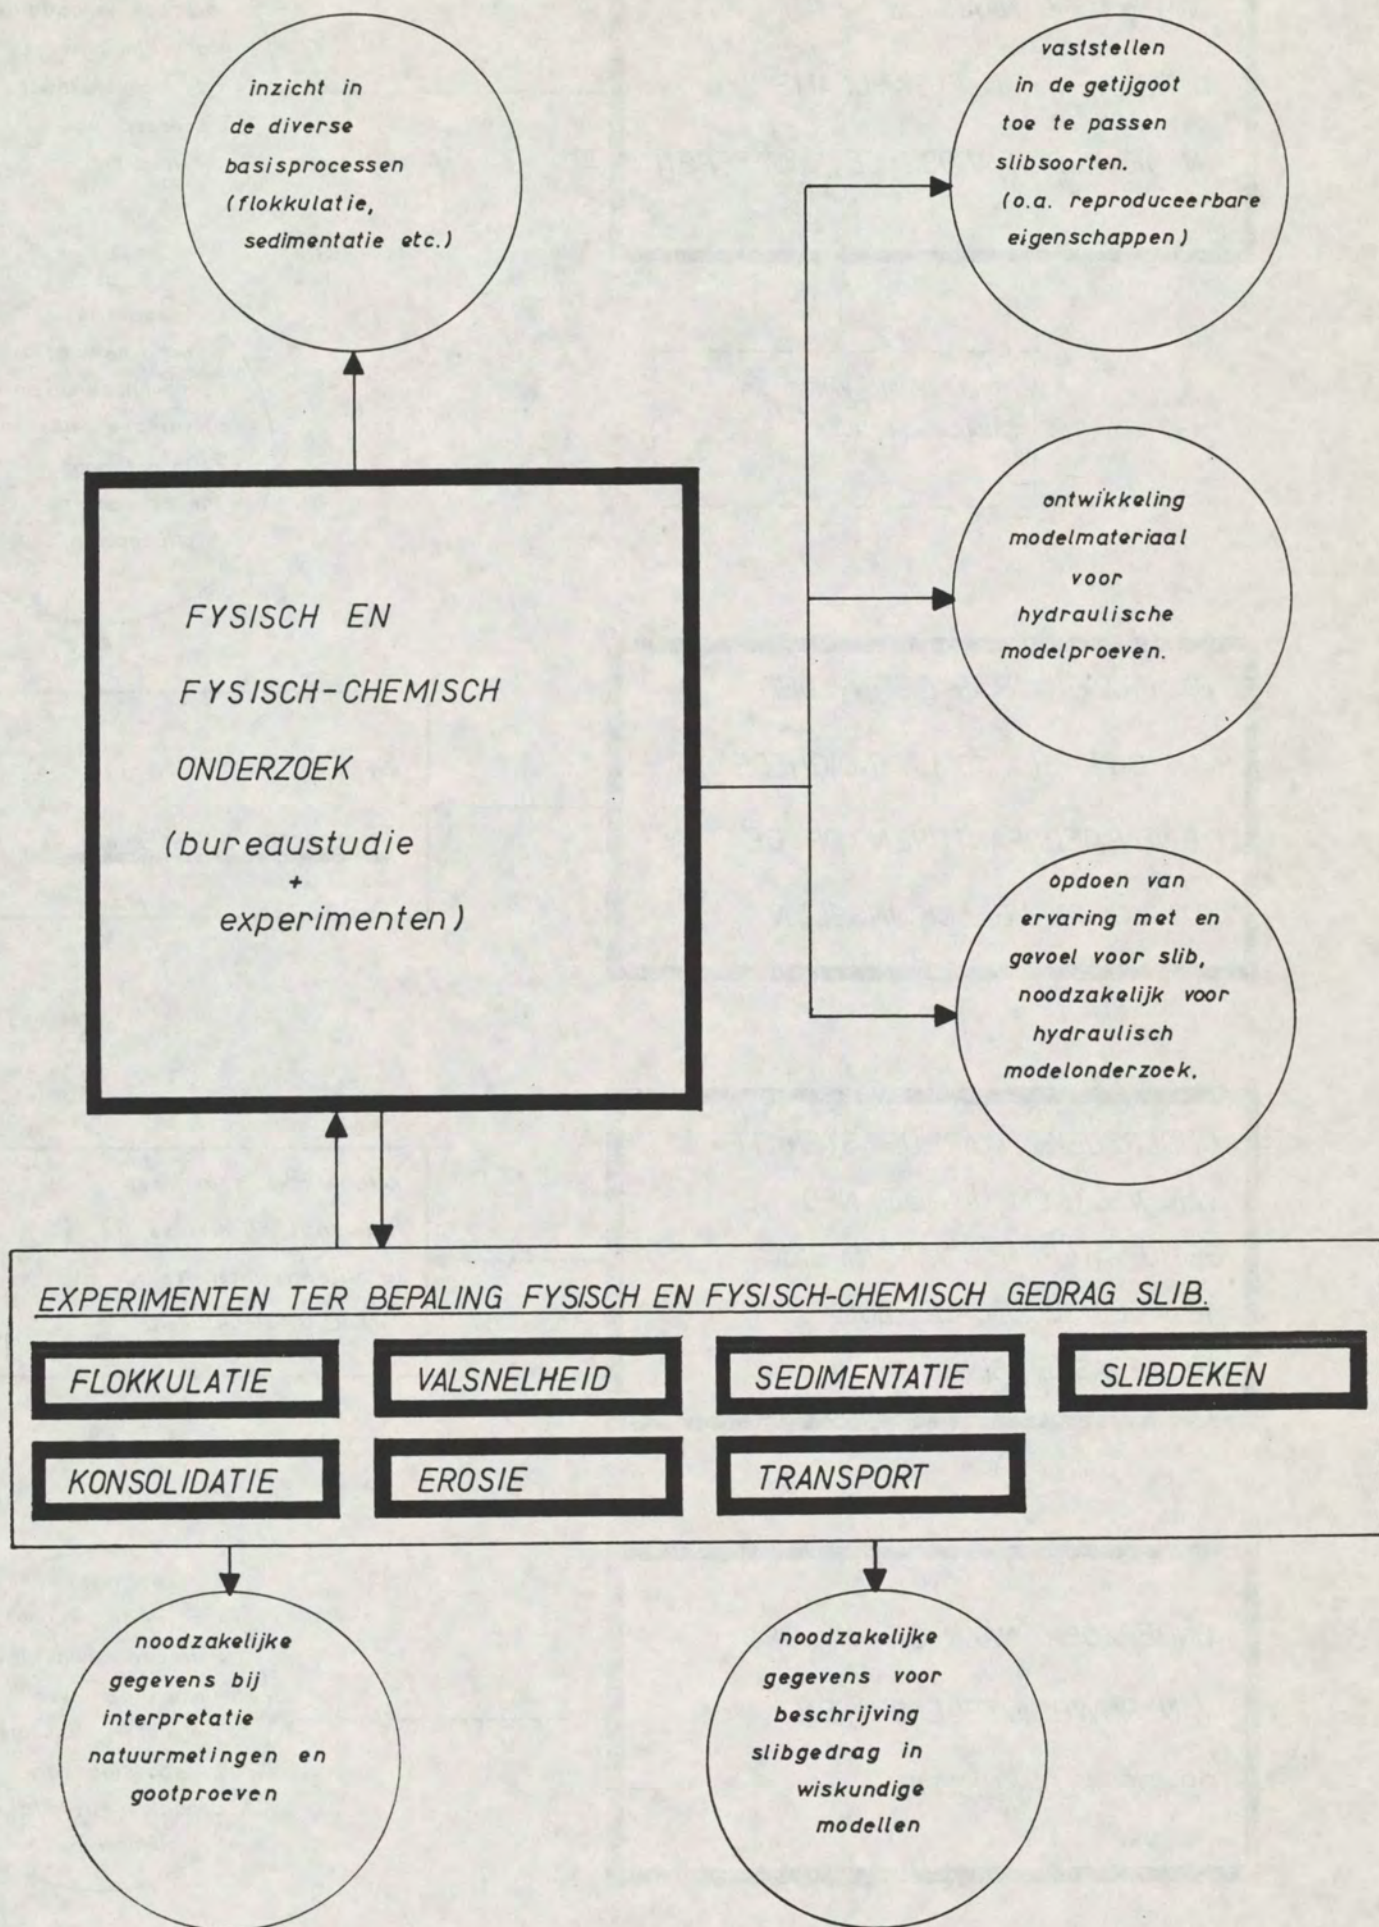 inzicht in
de diverse
basisprocessen
(flokkulatie,
sedimentatie etc.)
vaststellen
in de getijgoot
toe te passen
slibsoorten.
(o.a. reproduceerbare
eigenschappen)
ontwikkeling
modelmateriaal
voor
hydraulische
modelproeven.
FYSISCH EN
FYSISCH-CHEMISCH
ONDERZOEK
(bureaustudie
+
experimenten)
opdoen van
ervaring met en
gevoel voor slib,
noodzakelijk voor
hydraulisch
modelonderzoek.
EXPERIMENTEN TER BEPALING FYSISCH EN FYSISCH-CHEMISCH GEDRAG SLIB.
FLOKKULATIE
VALSNELHEID
SEDIMENTATIE
SLIBDEKEN
KONSOLIDATIE
EROSIE
TRANSPORT
noodzakelijke
gegevens bij
interpretatie
natuurmetingen en
gootproeven
noodzakelijke
gegevens voor
beschrijving
slibgedrag in
wiskundige
modellen